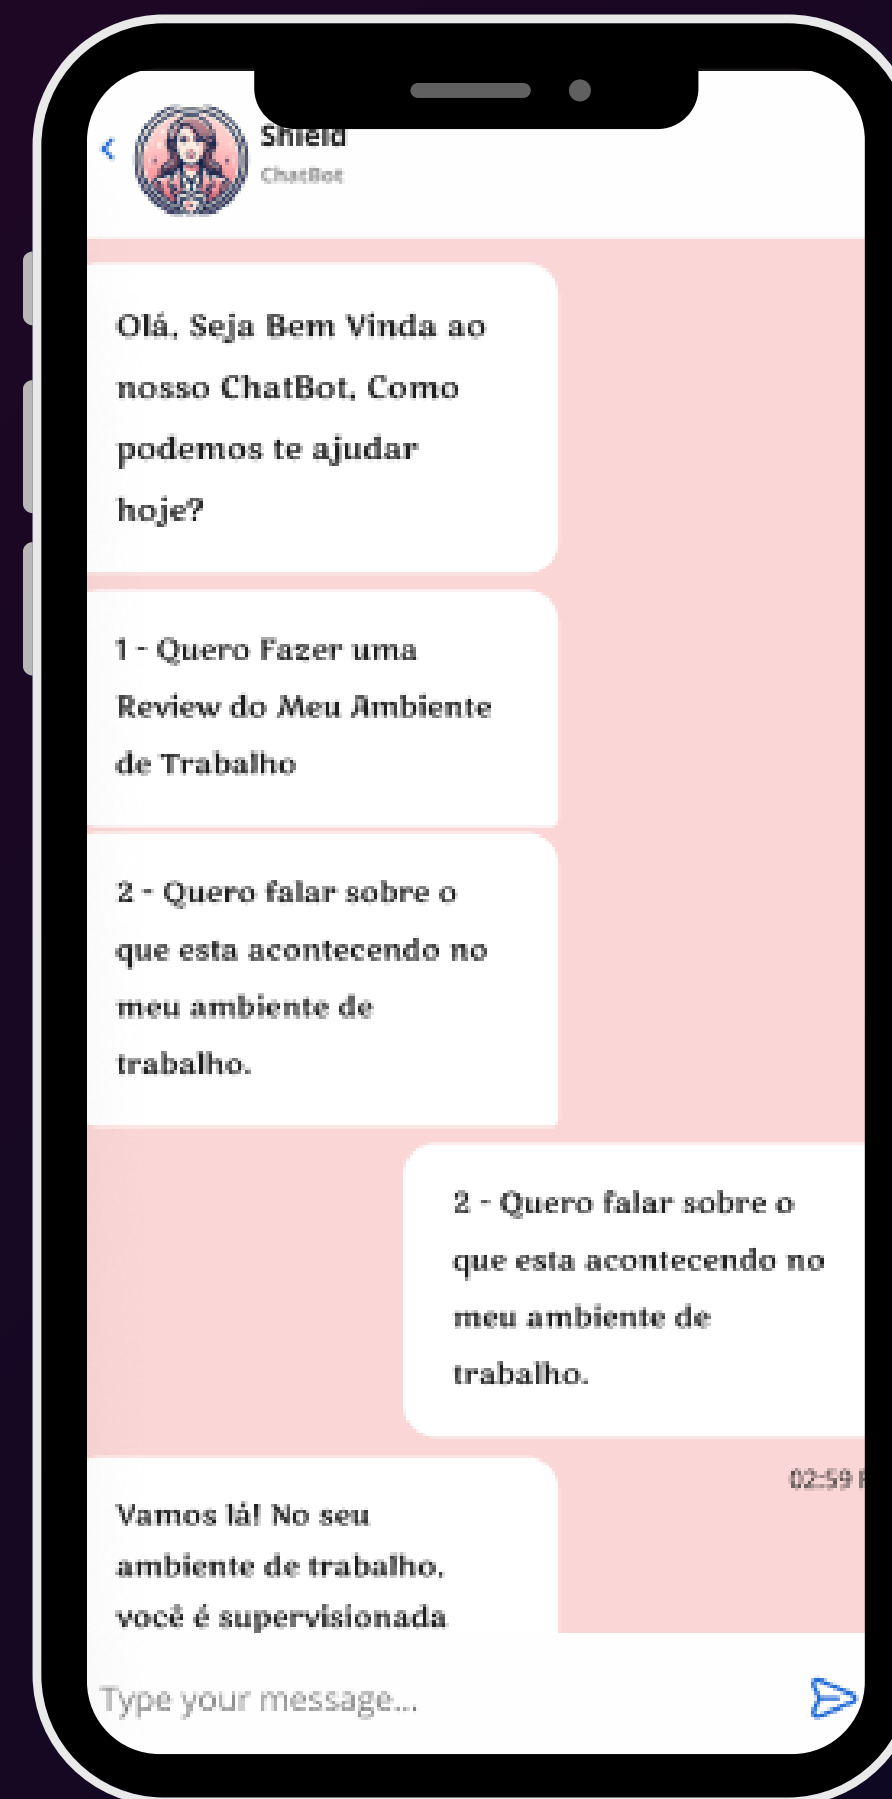 Shield
ChatBot
Olá, Seja Bem Vinda ao
nosso ChatBot, Como
podemos te ajudar
hoje?
1 - Quero Fazer uma
Review do Meu Ambiente
de Trabalho
2 - Quero falar sobre o
que esta acontecendo no
meu ambiente de
trabalho.
2 - Quero falar sobre o
que esta acontecendo no
meu ambiente de
trabalho.
02:59
Vamos lá! No seu
ambiente de trabalho,
você é supervisionada
Type your message...